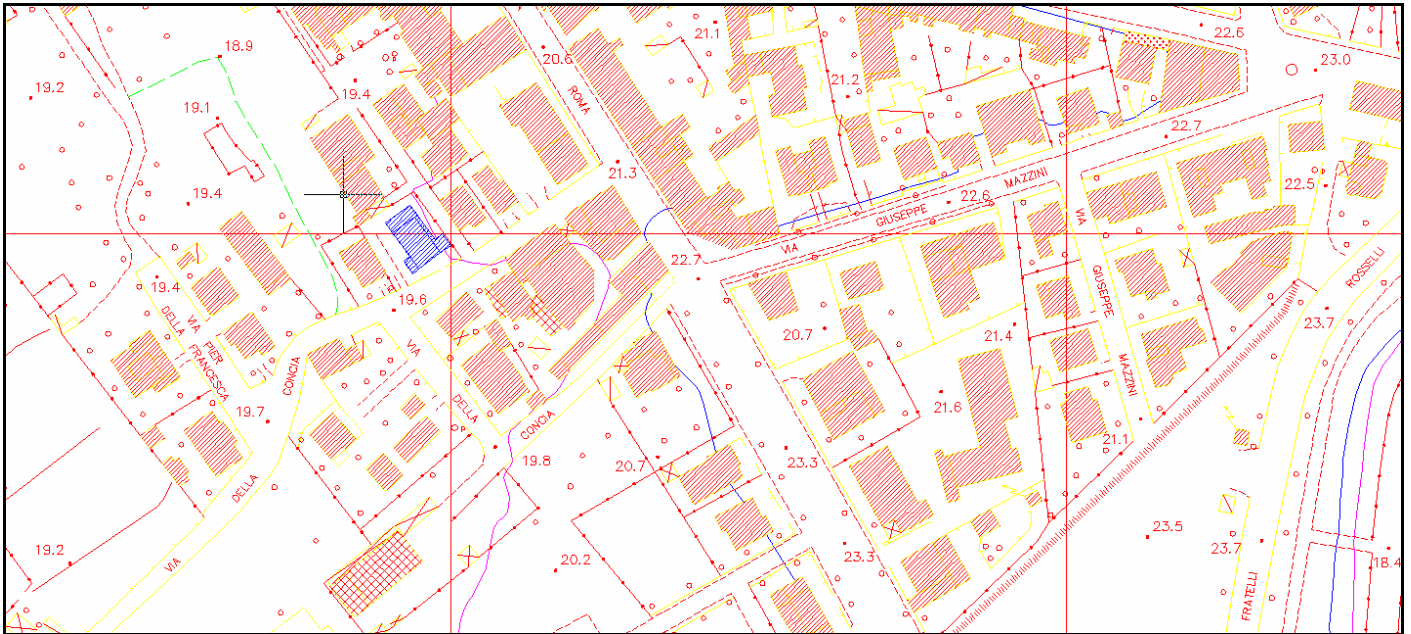 18.9
20.6
21.1
22.6
23.0
19.2
19.4
21.2
19.1
ROMA
22.7
21.3
19.4
MAZZINI
22.5
22.6
GIUSEPPE
VIA
VIA
22.7
ROSSELLI
19.4
GIUSEPPE
19.6
VIA PIER
DELLA FRANCESCA
23.7
20.7
21.4
VIA
CONCIA
MAZZINI
21.6
19.7
DELLA
CONCIA
21.1
19.8
20.7
23.3
DELLA
23.5
19.2
VIA
20.2
23.3
23.7
18.4
FRATELLI